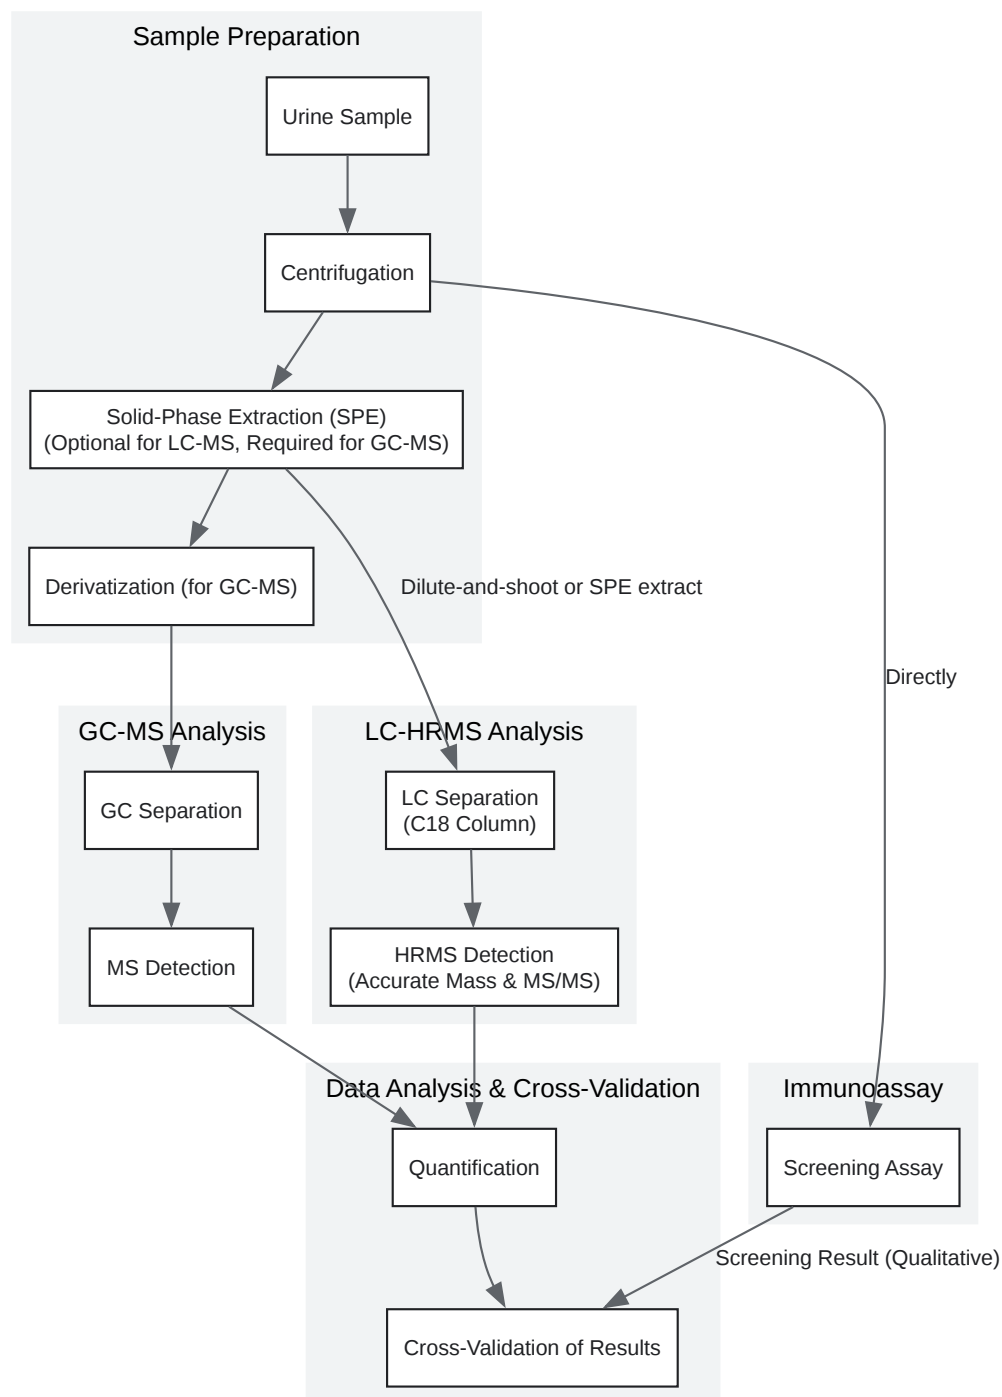 Sample Preparation
Urine Sample
Centrifugation
Solid-Phase Extraction (SPE)
(Optional for LC-MS, Required for GC-MS)
Derivatization (for GC-MS)
Dilute-and-shoot or SPE extract
Directly
GC-MS Analysis
GC Separation
MS Detection
LC-HRMS Analysis
LC Separation
(C18 Column)
HRMS Detection
(Accurate Mass & MS/MS)
Data Analysis & Cross-Validation
Quantification
Immunoassay
Screening Assay
Screening Result (Qualitative)
Cross-Validation of Results